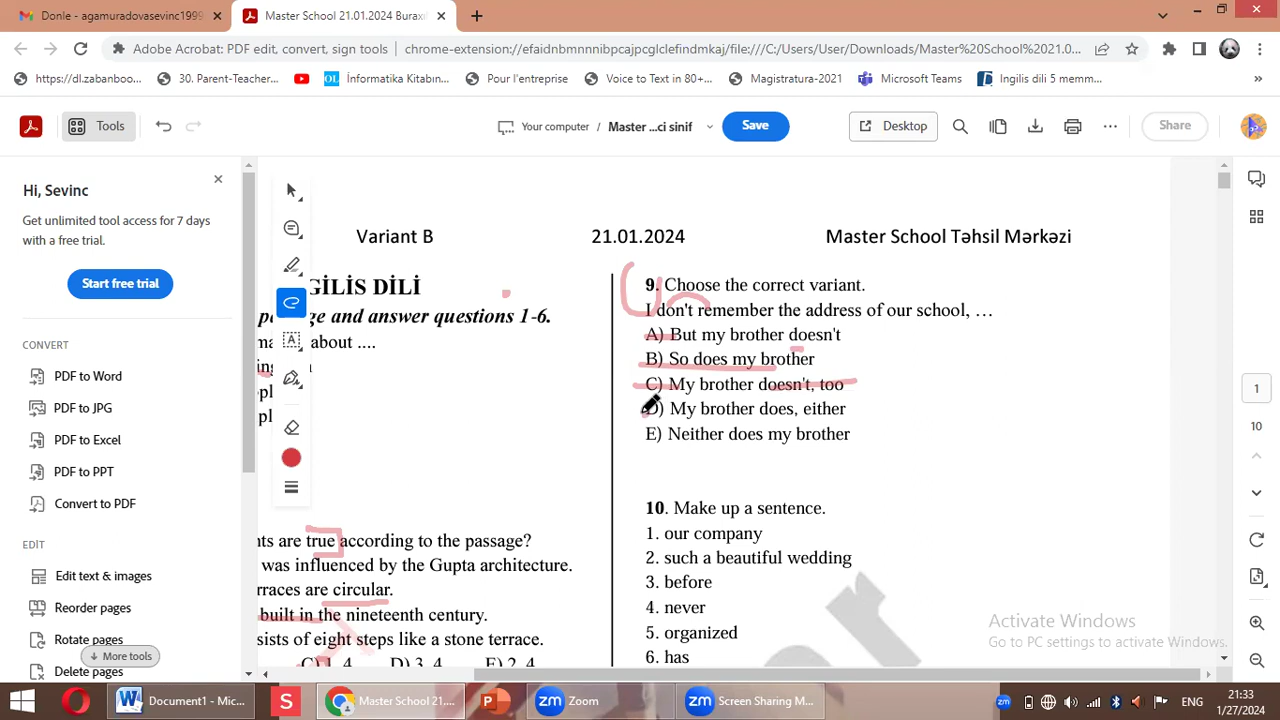 Donle - agamuradovasevinc1999
Master School 21.01.2024 Buraxı
Adobe Acrobat: PDF edit, convert, sign tools
chrome-extension://efaidnbmnnnibpcajpcglclefindmkaj/file:///C:/Users/User/Downloads/Master%20School%2021.0...
https://dl.zabanboo...
30. Parent-Teacher...
İnformatika Kitabın...
Pour l'entreprise
Voice to Text in 80+...
Magistratura-2021
Microsoft Teams
Ingilis dili 5 memm...
Tools
Your computer / Master ...ci sinif
Save
Desktop
Share
Hi, Sevinc
Get unlimited tool access for 7 days
with a free trial.
Start free trial
CONVERT
PDF to Word
PDF to JPG
PDF to Excel
PDF to PPT
Convert to PDF
EDIT
Edit text & images
Reorder pages
Rotate pages
More tools
Delete pages
Variant B
21.01.2024
Master School Təhsil Mərkəzi
GİLİS DİLİ
ge and answer questions 1-6.
about ....
nts are true according to the passage?
was influenced by the Gupta architecture.
rraces are circular.
built in the nineteenth century.
sists of eight steps like a stone terrace.
C) 1, 4 D) 3, 4 E) 2, 4
9. Choose the correct variant.
I don't remember the address of our school, …
A) But my brother doesn't
B) So does my brother
C) My brother doesn't, too
D) My brother does, either
E) Neither does my brother
10. Make up a sentence.
1. our company
2. such a beautiful wedding
3. before
4. never
5. organized
6. has
1
10
Activate Windows
Go to PC settings to activate Windows.
Document1 - Mic...
Master School 21....
Zoom
Screen Sharing M...
ENG
21:33
1/27/2024